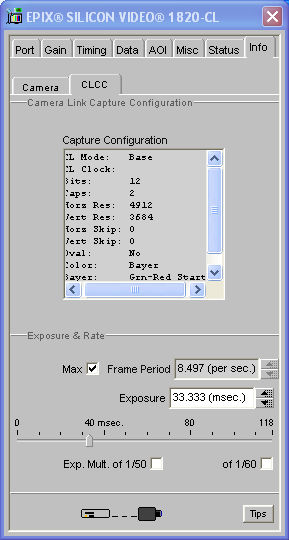 EPIX® SILICON VIDEO® 1820-CL
Port Gain Timing Data AOI Misc Status Info
Camera CLCC
Camera Link Capture Configuration
Capture Configuration
CL Mode: Base
CL Clock:
Bits: 12
Taps: 2
Horz Res: 4912
Vert Res: 3684
Horz Skip: 0
Vert Skip: 0
Dval: No
Color: Bayer
Bayer: Grn-Red Start
Exposure & Rate
Max Frame Period 8.497 (per sec.)
Exposure 33.333 (msec.)
0 40 msec. 80 118
Exp. Mult. of 1/50 of 1/60
Tips